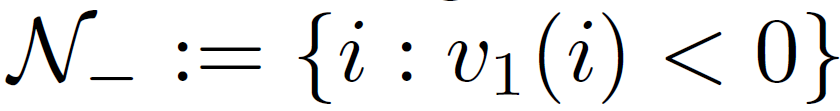 𝒩₋ := {i : v₁(i) < 0}